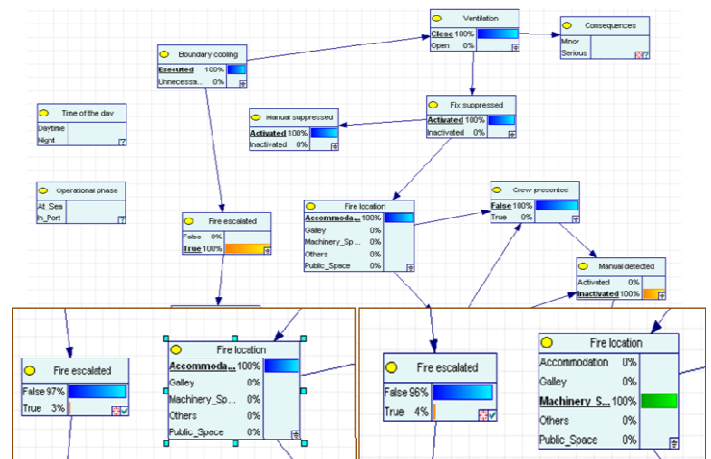 Ventilation
Close 100%
Open 0%
Consequences
Minor
Serious
Boundary cooling
Executed 100%
Unnecessa... 0%
Time of the day
Daytime
Night
Manual suppressed
Activated 100%
Inactivated 0%
Fix suppressed
Activated 100%
Inactivated 0%
Operational phase
At_Sea
In_Port
Fire escalated
False 0%
True 100%
Fire location
Accommoda... 100%
Galley 0%
Machinery_Sp... 0%
Others 0%
Public_Space 0%
Crew presented
False 100%
True 0%
Manual detected
Activated 0%
Inactivated 100%
Fire escalated
False 97%
True 3%
Fire location
Accommoda... 100%
Galley 0%
Machinery_Sp... 0%
Others 0%
Public_Space 0%
Fire escalated
False 96%
True 4%
Fire location
Accommodation 0%
Galley 0%
Machinery_S... 100%
Others 0%
Public_Space 0%